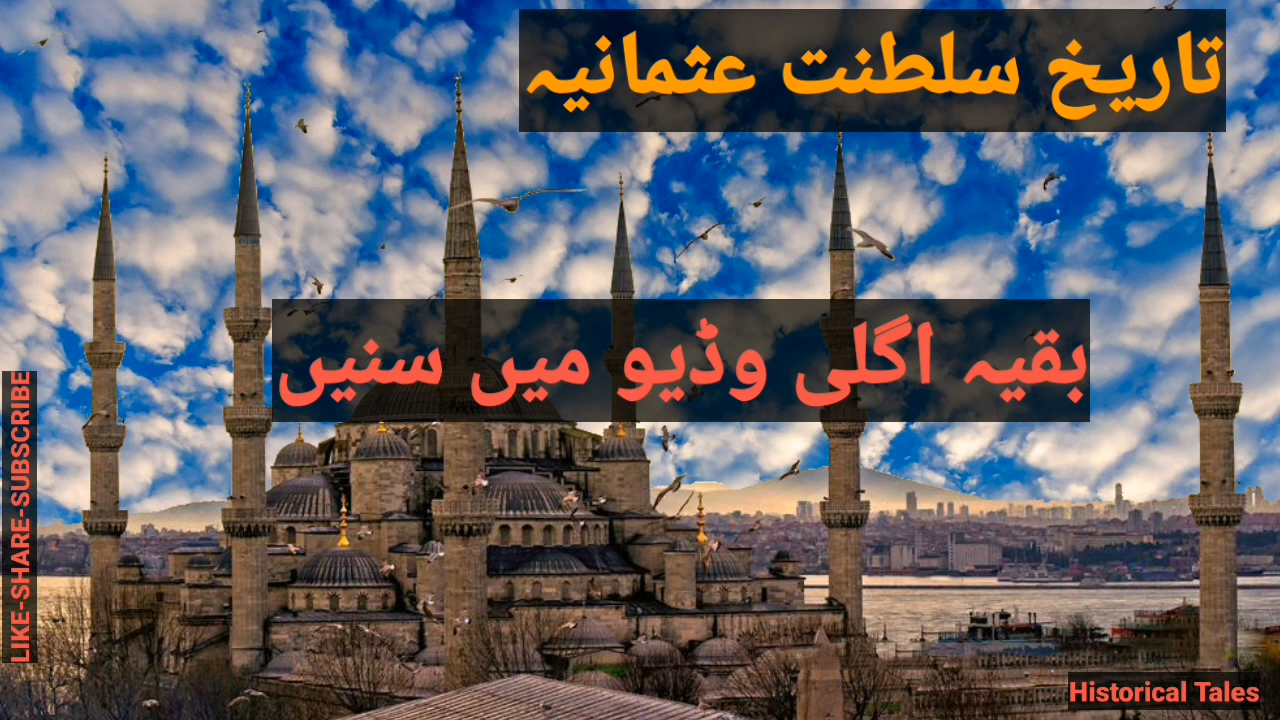 تاریخ سلطنت عثمانیہ
بقیہ اگلی وڈیو میں سنیں
LIKE-SHARE-SUBSCRIBE
Historical Tales